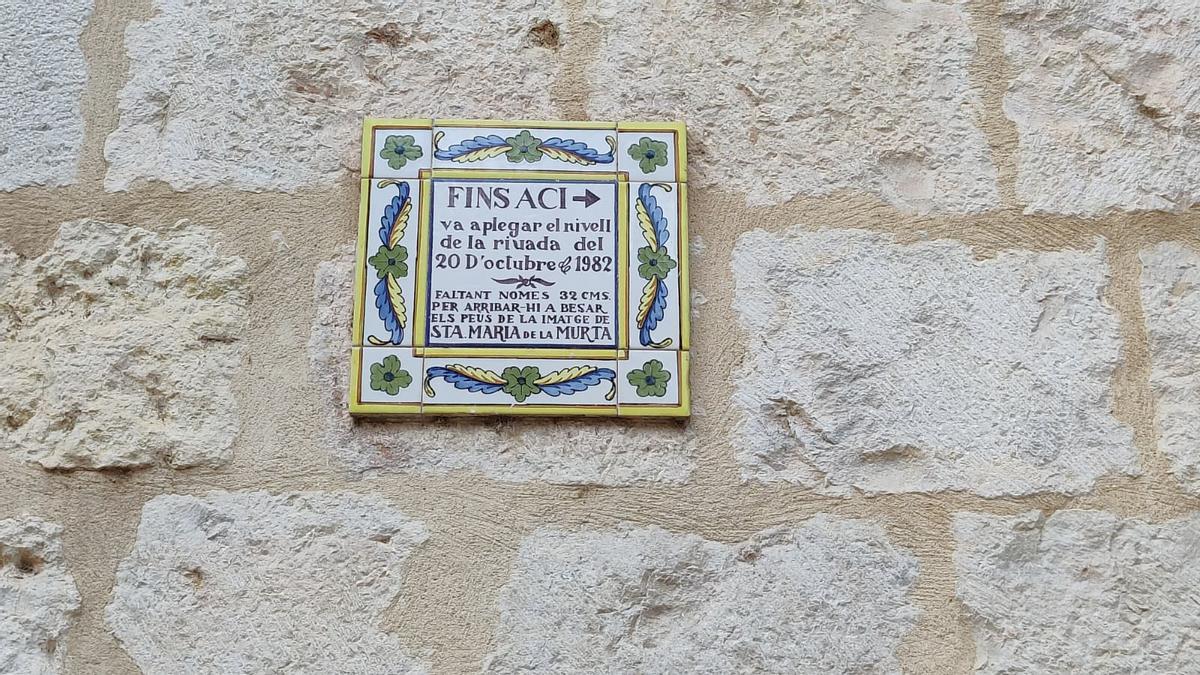 FINS ACI →
va aplegar el nivell
de la riuada del
20 D'octubre de 1982
FALTANT NOMES 32 CMS.
PER ARRIBAR-HI A BESAR
ELS PEUS DE LA IMATGE DE
STA. MARIA DE LA MURTA